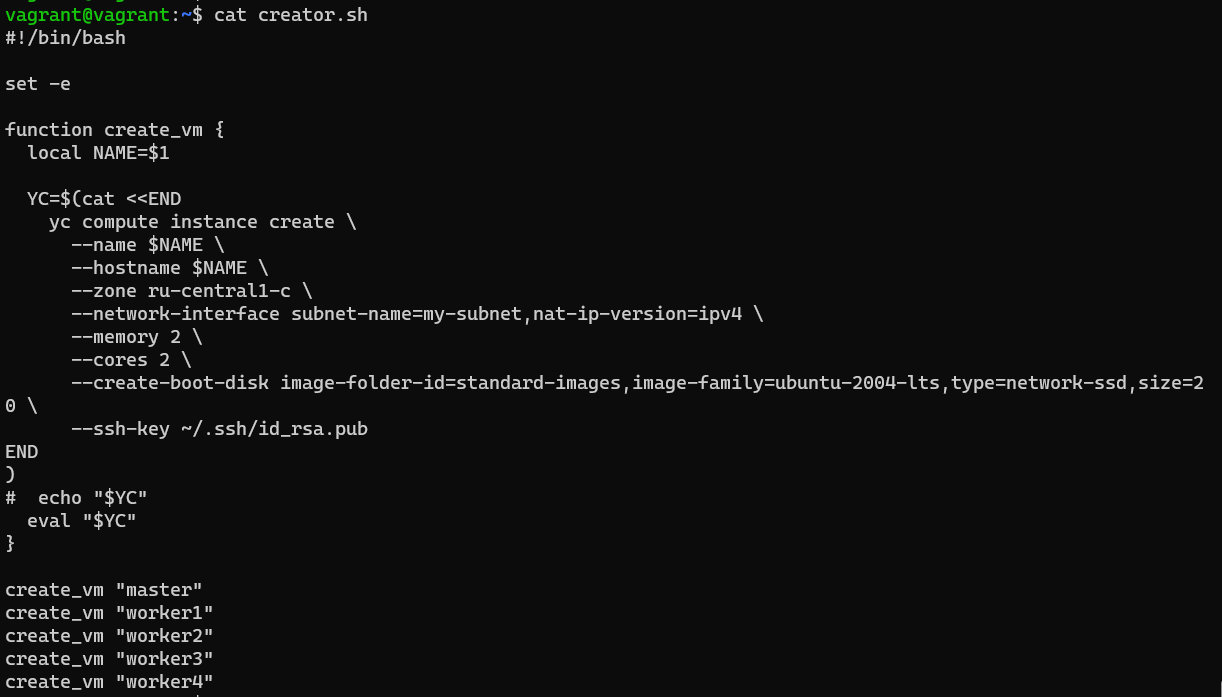 vagrant@vagrant:~$ cat creator.sh
#!/bin/bash

set -e

function create_vm {
  local NAME=$1

  YC=$(cat <<END
    yc compute instance create \
      --name $NAME \
      --hostname $NAME \
      --zone ru-central1-c \
      --network-interface subnet-name=my-subnet,nat-ip-version=ipv4 \
      --memory 2 \
      --cores 2 \
      --create-boot-disk image-folder-id=standard-images,image-family=ubuntu-2004-lts,type=network-ssd,size=2
0 \
      --ssh-key ~/.ssh/id_rsa.pub
END
)
#  echo "$YC"
  eval "$YC"
}

create_vm "master"
create_vm "worker1"
create_vm "worker2"
create_vm "worker3"
create_vm "worker4"